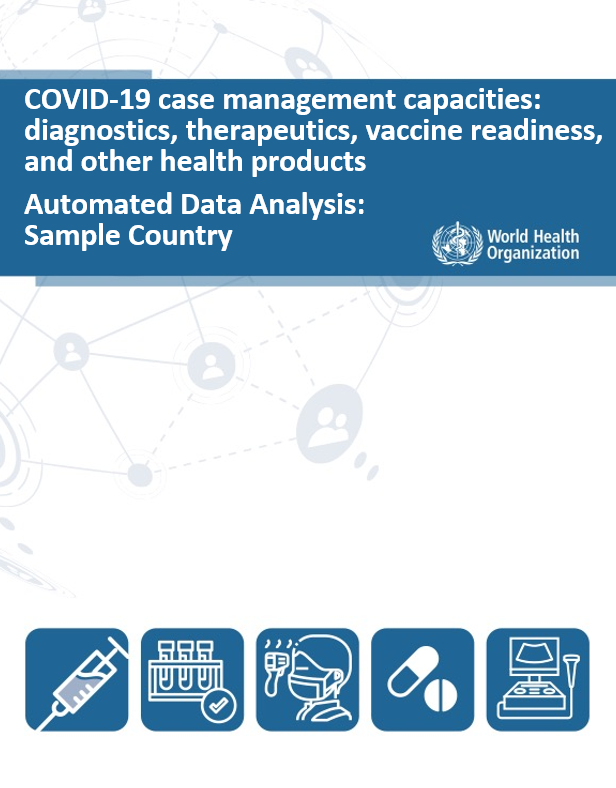 COVID-19 case management capacities:
diagnostics, therapeutics, vaccine readiness,
and other health products
Automated Data Analysis:
Sample Country
World Health
Organization